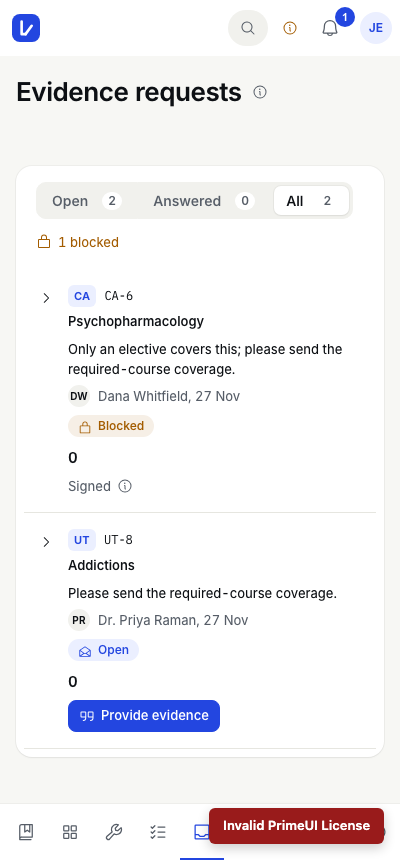 1
JE
Evidence requests
Open 2 Answered 0 All 2
1 blocked
CA CA-6
Psychopharmacology
Only an elective covers this; please send the
required-course coverage.
DW Dana Whitfield, 27 Nov
Blocked
0
Signed
UT UT-8
Addictions
Please send the required-course coverage.
PR Dr. Priya Raman, 27 Nov
Open
0
Provide evidence
Invalid PrimeUI License